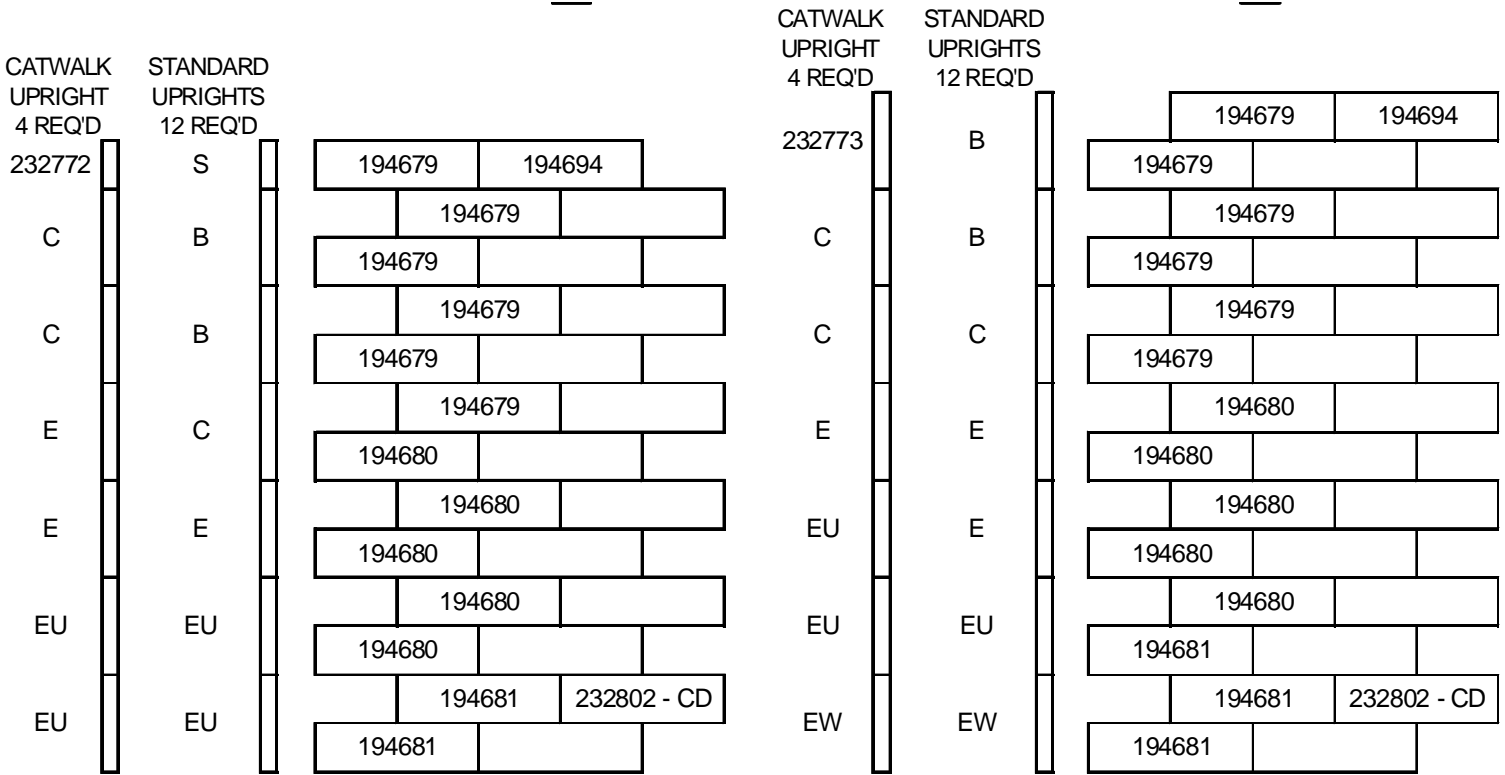 CATWALK UPRIGHT 4 REQ'D
STANDARD UPRIGHTS 12 REQ'D
232772 S 194679 194694
194679
C B
194679
194679
C B
194679
194679
E C
194680
194680
E E
194680
194680
EU EU
194680
194681 232802 - CD
EU EU
194681
CATWALK UPRIGHT 4 REQ'D
STANDARD UPRIGHTS 12 REQ'D
194679 194694
232773 B
194679
194679
C B
194679
194679
C C
194679
194680
E E
194680
194680
EU E
194680
194680
EU EU
194681
194681 232802 - CD
EW EW
194681